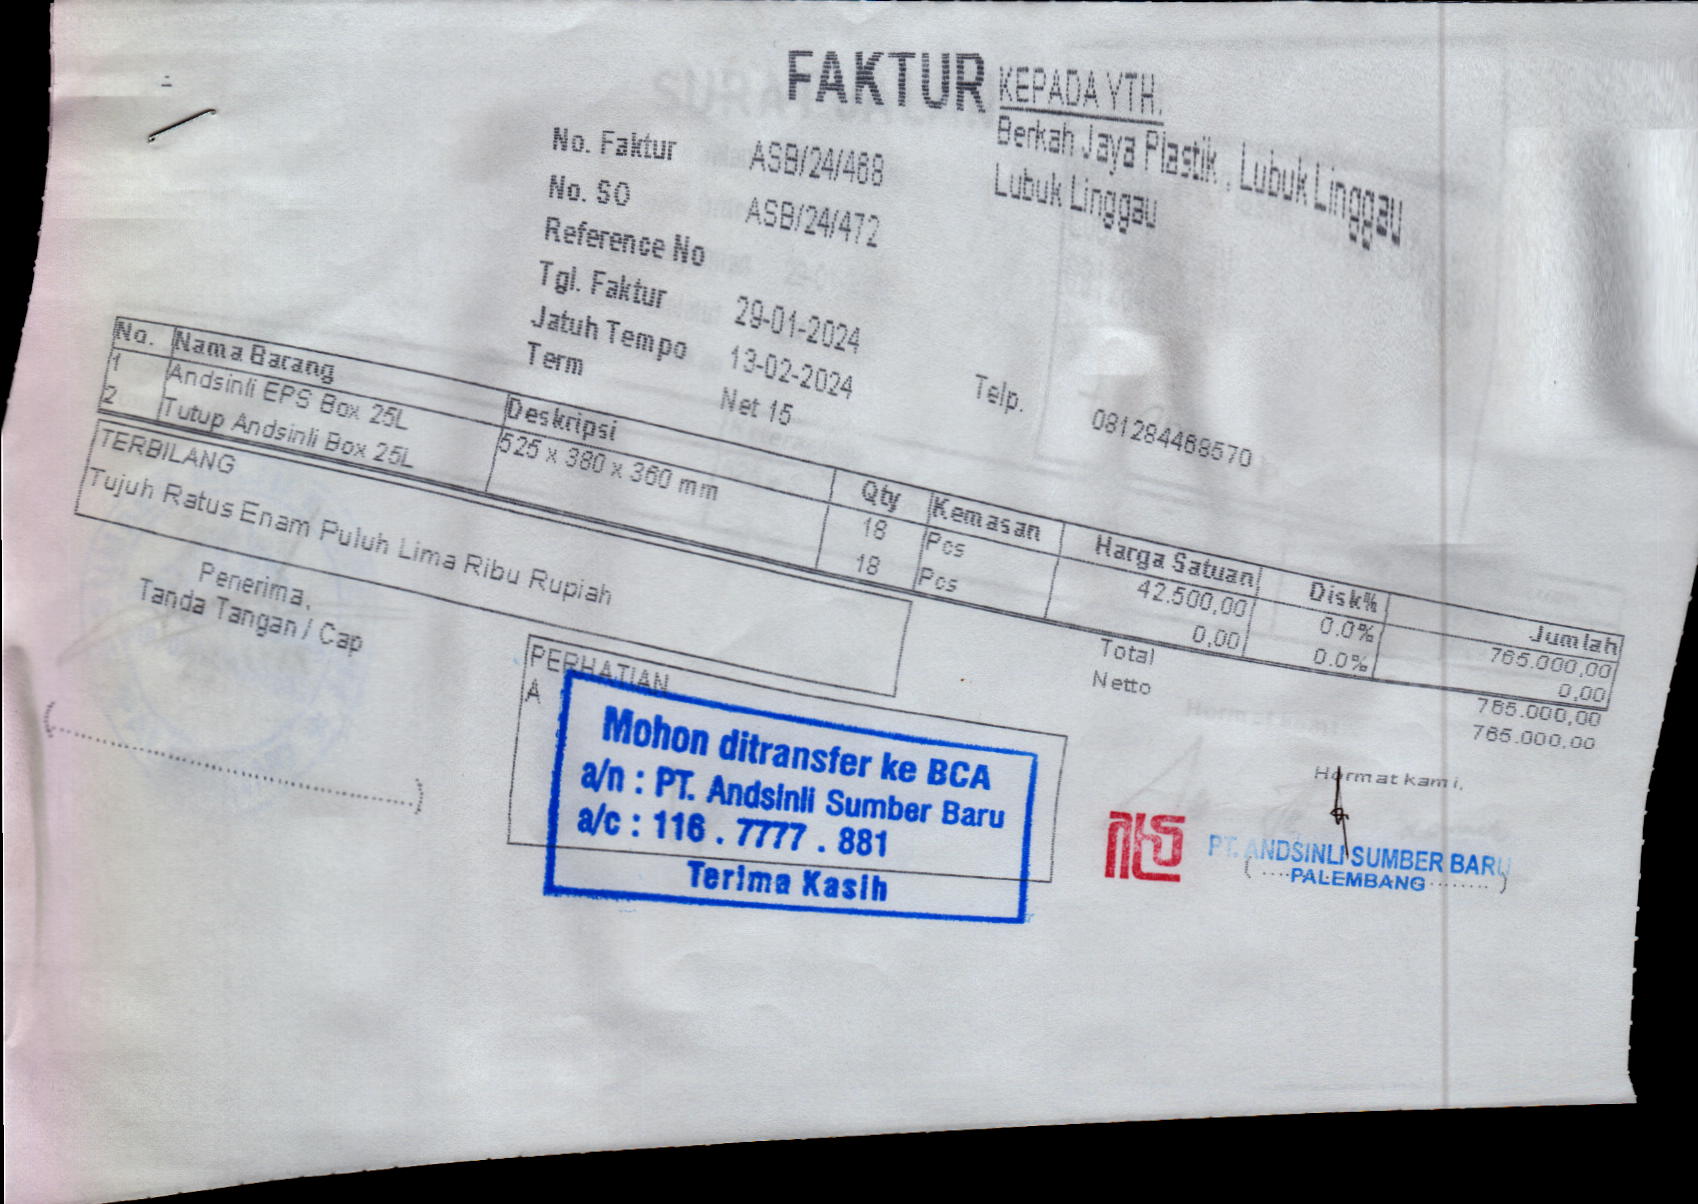 FAKTUR
No. Faktur ASB/24/488
No. SO ASB/24/472
Reference No
Tgl. Faktur 29-01-2024
Jatuh Tempo 13-02-2024
Term Net 15
KEPADA YTH.
Berkah Jaya Plastik , Lubuk Linggau
Lubuk Linggau
Telp. 081284468570
No. Nama Barang Deskripsi Qty Kemasan Harga Satuan Disk% Jumlah
1 Andsinli EPS Box 25L 525 x 380 x 360 mm 18 Pcs 42.500,00 0.0% 765.000,00
2 Tutup Andsinli Box 25L 18 Pcs 0,00 0.0% 0,00
TERBILANG
Tujuh Ratus Enam Puluh Lima Ribu Rupiah
Total 765.000,00
Netto 765.000,00
Penerima,
Tanda Tangan / Cap
PERHATIAN
A
Mohon ditransfer ke BCA
a/n : PT. Andsinli Sumber Baru
a/c : 116 . 7777 . 881
Terima Kasih
Hormat kami,
PT. ANDSINLI SUMBER BARU
PALEMBANG